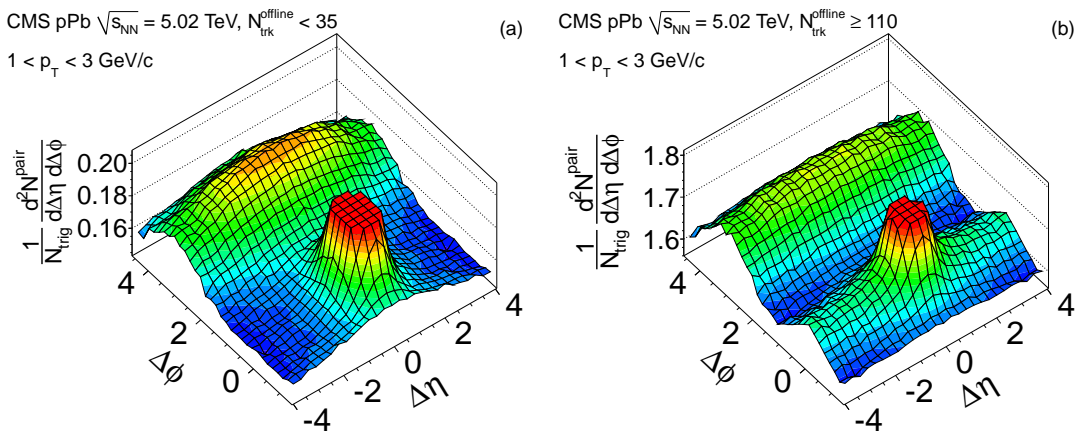 CMS pPb √s_NN = 5.02 TeV, N_trk^offline < 35 (a)
1 < p_T < 3 GeV/c
1/N_trig d²N^pair/dΔη dΔϕ
0.20
0.18
0.16
4
2
0
Δϕ
-4
-2
0
2
4
Δη
CMS pPb √s_NN = 5.02 TeV, N_trk^offline ≥ 110 (b)
1 < p_T < 3 GeV/c
1/N_trig d²N^pair/dΔη dΔϕ
1.8
1.7
1.6
4
2
0
Δϕ
-4
-2
0
2
4
Δη